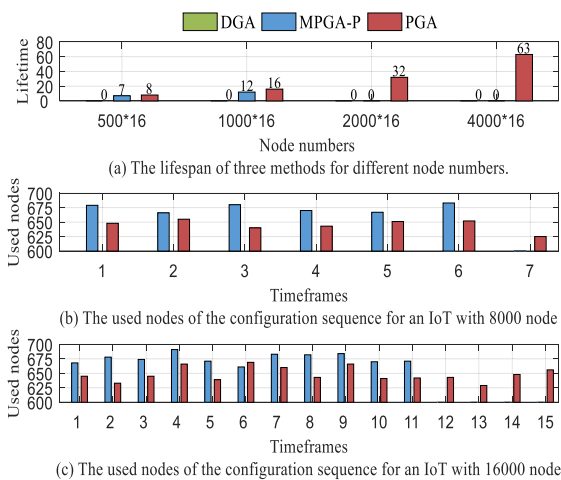 DGA MPGA-P PGA
80
60
40
20
0
Lifetime
0 7 8 0 12 16 0 0 32 0 0 63
500*16 1000*16 2000*16 4000*16
Node numbers
(a) The lifespan of three methods for different node numbers.
700
675
650
625
600
Used nodes
1 2 3 4 5 6 7
Timeframes
(b) The used nodes of the configuration sequence for an IoT with 8000 node
700
675
650
625
600
Used nodes
1 2 3 4 5 6 7 8 9 10 11 12 13 14 15
Timeframes
(c) The used nodes of the configuration sequence for an IoT with 16000 node